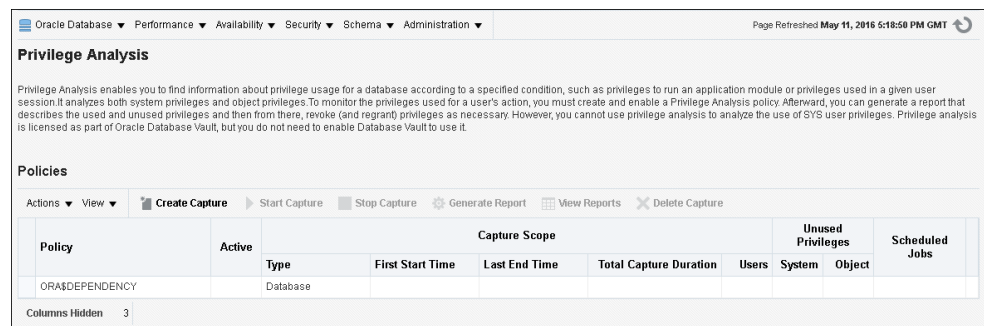 Oracle Database ▼ Performance ▼ Availability ▼ Security ▼ Schema ▼ Administration ▼ Page Refreshed May 11, 2016 5:18:50 PM GMT
Privilege Analysis
Privilege Analysis enables you to find information about privilege usage for a database according to a specified condition, such as privileges to run an application module or privileges used in a given user
session.It analyzes both system privileges and object privileges.To monitor the privileges used for a user's action, you must create and enable a Privilege Analysis policy. Afterward, you can generate a report that
describes the used and unused privileges and then from there, revoke (and regrant) privileges as necessary. However, you cannot use privilege analysis to analyze the use of SYS user privileges. Privilege analysis
is licensed as part of Oracle Database Vault, but you do not need to enable Database Vault to use it.
Policies
Actions ▼ View ▼ Create Capture Start Capture Stop Capture Generate Report View Reports Delete Capture
Policy Active Capture Scope Unused Privileges Scheduled Jobs
Type First Start Time Last End Time Total Capture Duration Users System Object
ORA$DEPENDENCY Database
Columns Hidden 3